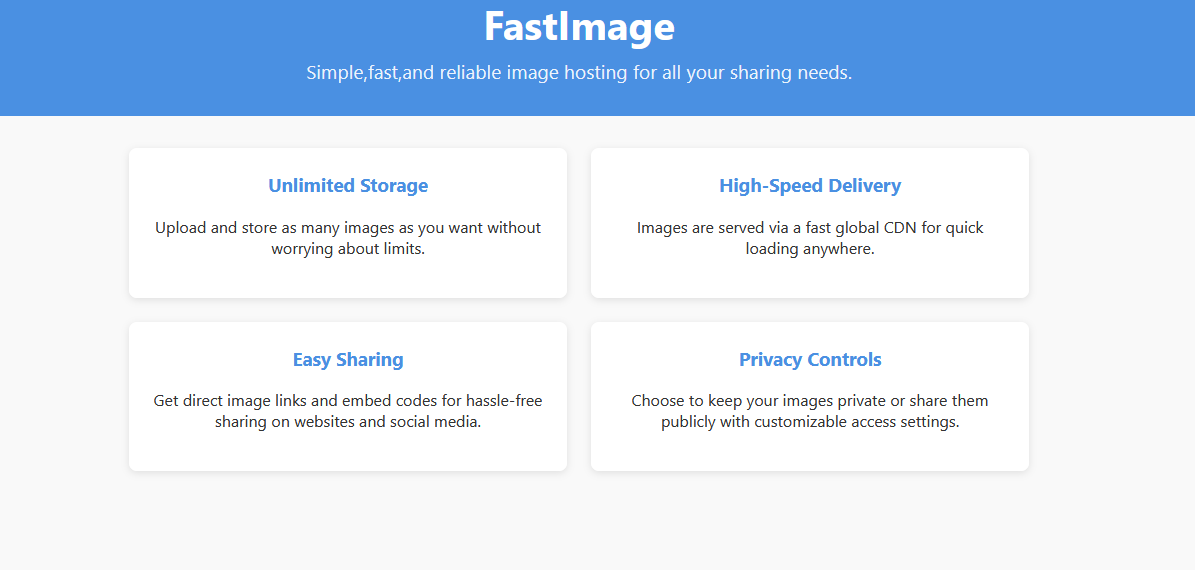 FastImage
Simple,fast,and reliable image hosting for all your sharing needs.
Unlimited Storage
Upload and store as many images as you want without
worrying about limits.
High-Speed Delivery
Images are served via a fast global CDN for quick
loading anywhere.
Easy Sharing
Get direct image links and embed codes for hassle-free
sharing on websites and social media.
Privacy Controls
Choose to keep your images private or share them
publicly with customizable access settings.